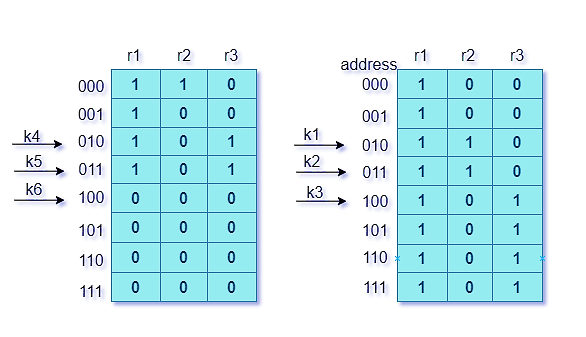 r1 r2 r3
000 1 1 0
001 1 0 0
k4 010 1 0 1
k5 011 1 0 1
k6 100 0 0 0
101 0 0 0
110 0 0 0
111 0 0 0
address r1 r2 r3
000 1 0 0
001 1 0 0
k1 010 1 1 0
k2 011 1 1 0
k3 100 1 0 1
101 1 0 1
110 1 0 1
111 1 0 1